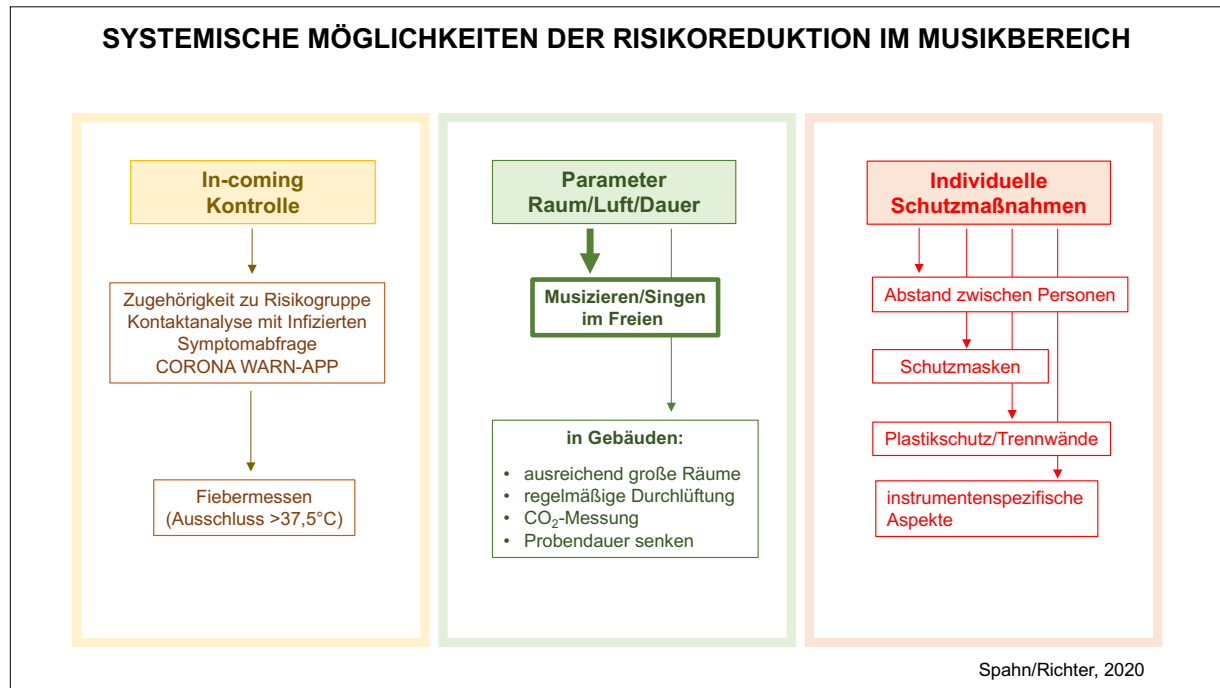 SYSTEMISCHE MÖGLICHKEITEN DER RISIKOREDUKTION IM MUSIKBEREICH
In-coming
Kontrolle
Zugehörigkeit zu Risikogruppe
Kontaktanalyse mit Infizierten
Symptomabfrage
CORONA WARN-APP
Fiebermessen
(Ausschluss >37,5°C)
Parameter
Raum/Luft/Dauer
Musizieren/Singen
im Freien
in Gebäuden:
• ausreichend große Räume
• regelmäßige Durchlüftung
• CO₂-Messung
• Probendauer senken
Individuelle
Schutzmaßnahmen
Abstand zwischen Personen
Schutzmasken
Plastikschutz/Trennwände
instrumentenspezifische
Aspekte
Spahn/Richter, 2020